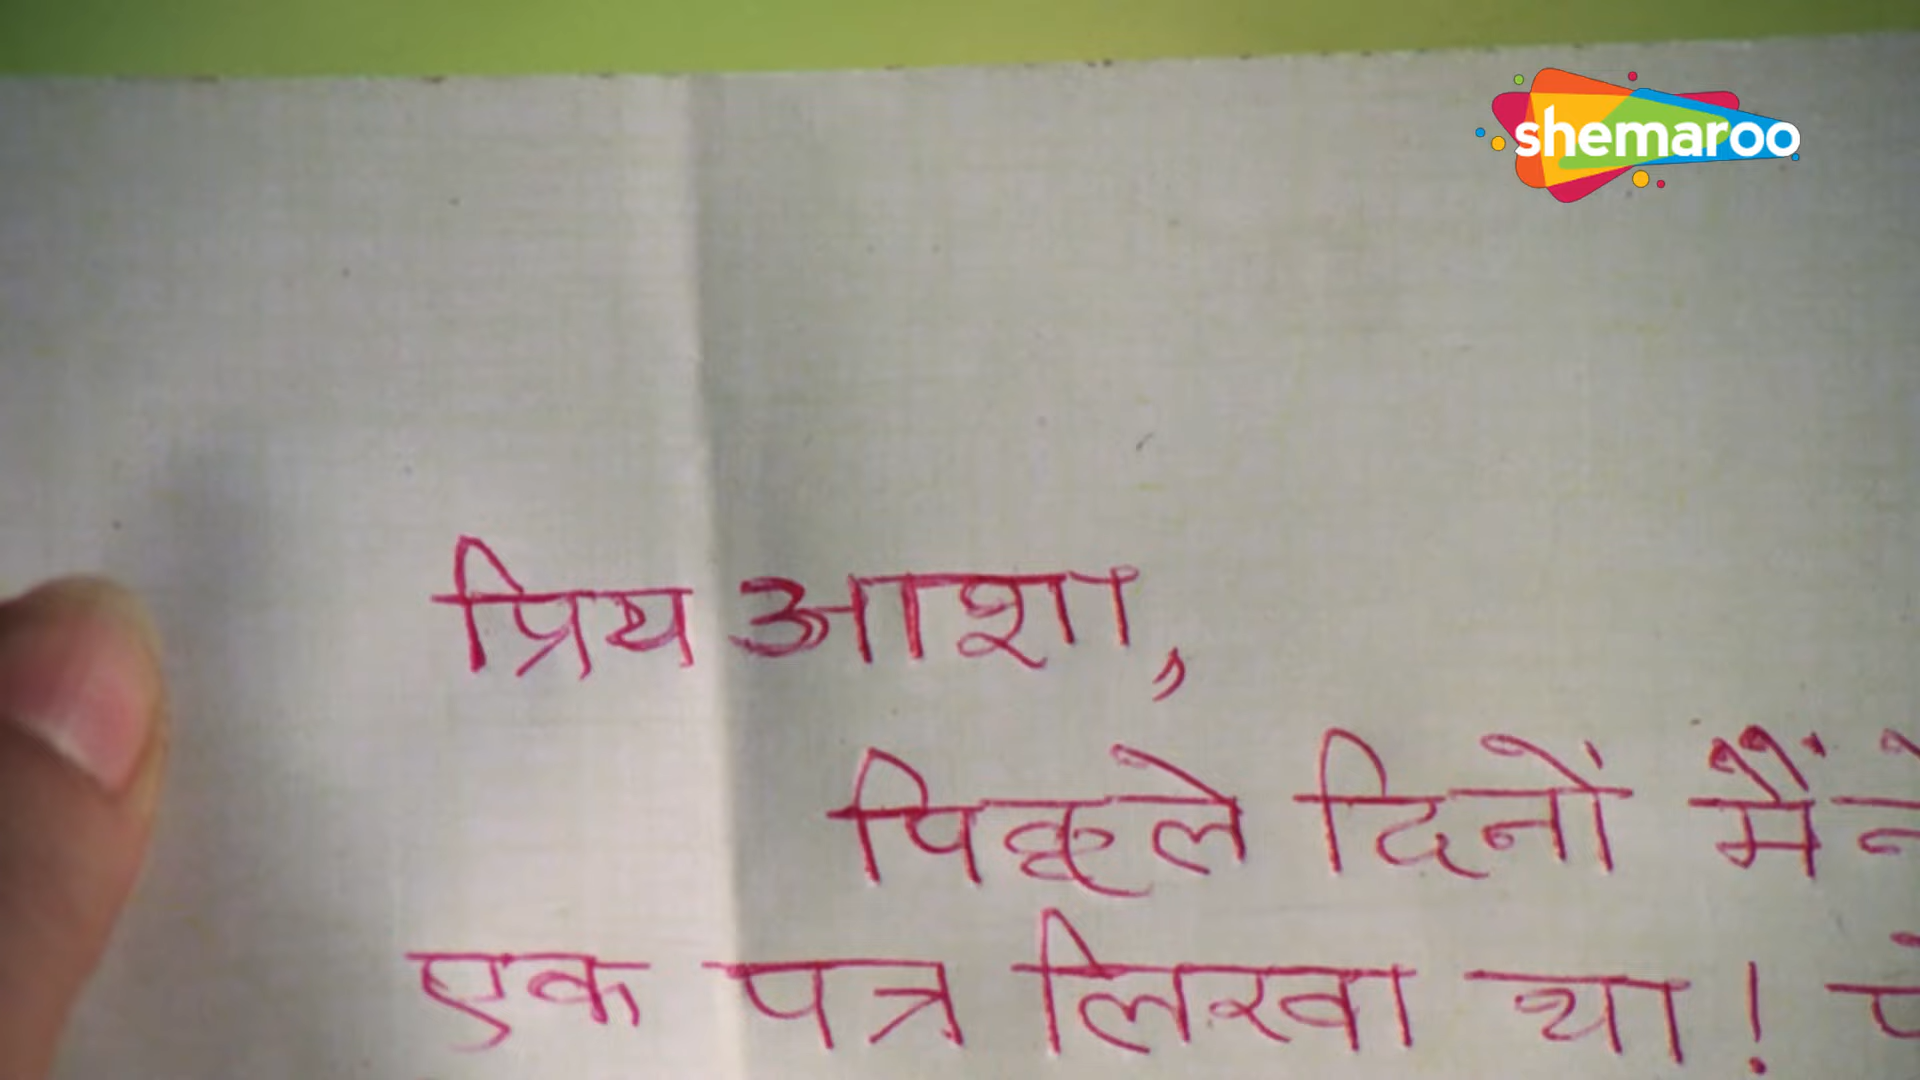 shemaroo
प्रिय आशा,
पिछले दिनों मैंने
एक पत्र लिखा था!